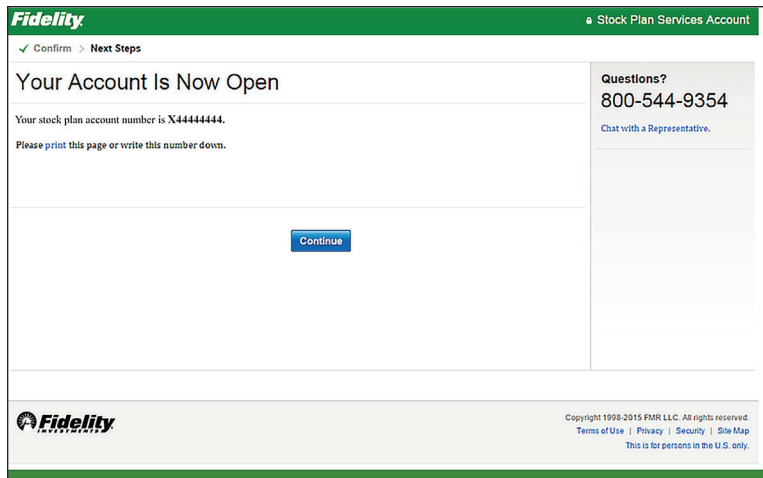 Fidelity
Stock Plan Services Account
Confirm > Next Steps
Your Account Is Now Open
Your stock plan account number is X44444444.
Please print this page or write this number down.
Continue
Questions?
800-544-9354
Chat with a Representative.
Fidelity
INVESTMENTS
Copyright 1998-2015 FMR LLC. All rights reserved.
Terms of Use | Privacy | Security | Site Map
This is for persons in the U.S. only.